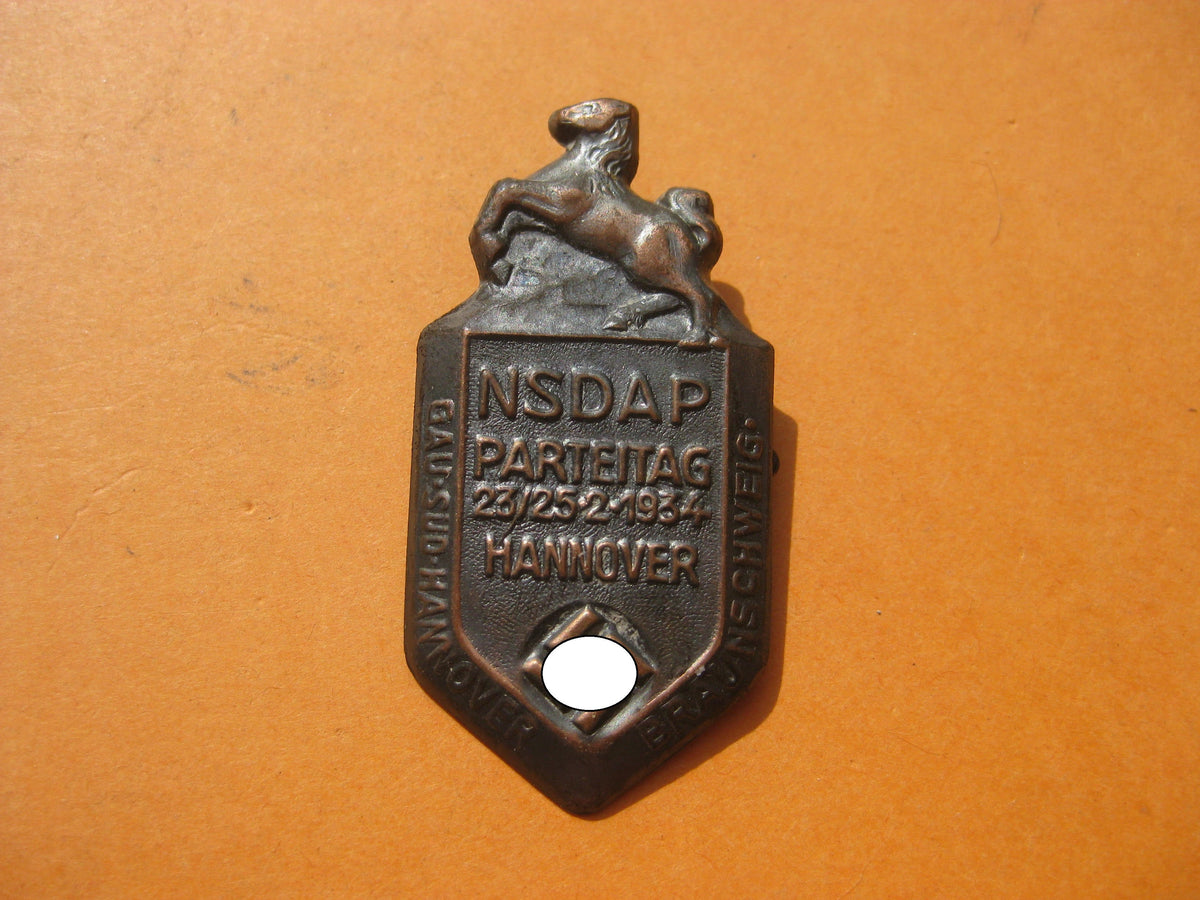 NSDAP
PARTEITAG
23/25·2·1934
HANNOVER
GAU·SÜD·HANNOVER
BRAUNSCHWEIG·